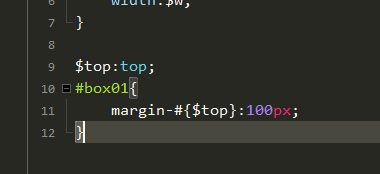 6 width:$w;
7 }
8
9 $top:top;
10 #box01{
11 margin-#{$top}:100px;
12 }